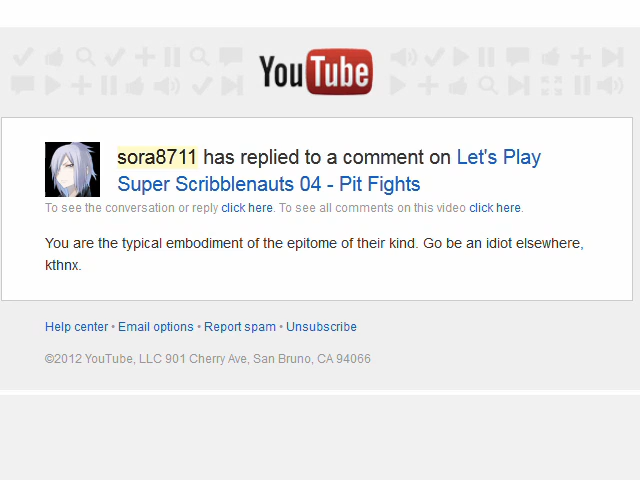 YouTube
sora8711 has replied to a comment on Let's Play
Super Scribblenauts 04 - Pit Fights
To see the conversation or reply click here. To see all comments on this video click here.
You are the typical embodiment of the epitome of their kind. Go be an idiot elsewhere,
kthnx.
Help center • Email options • Report spam • Unsubscribe
©2012 YouTube, LLC 901 Cherry Ave, San Bruno, CA 94066